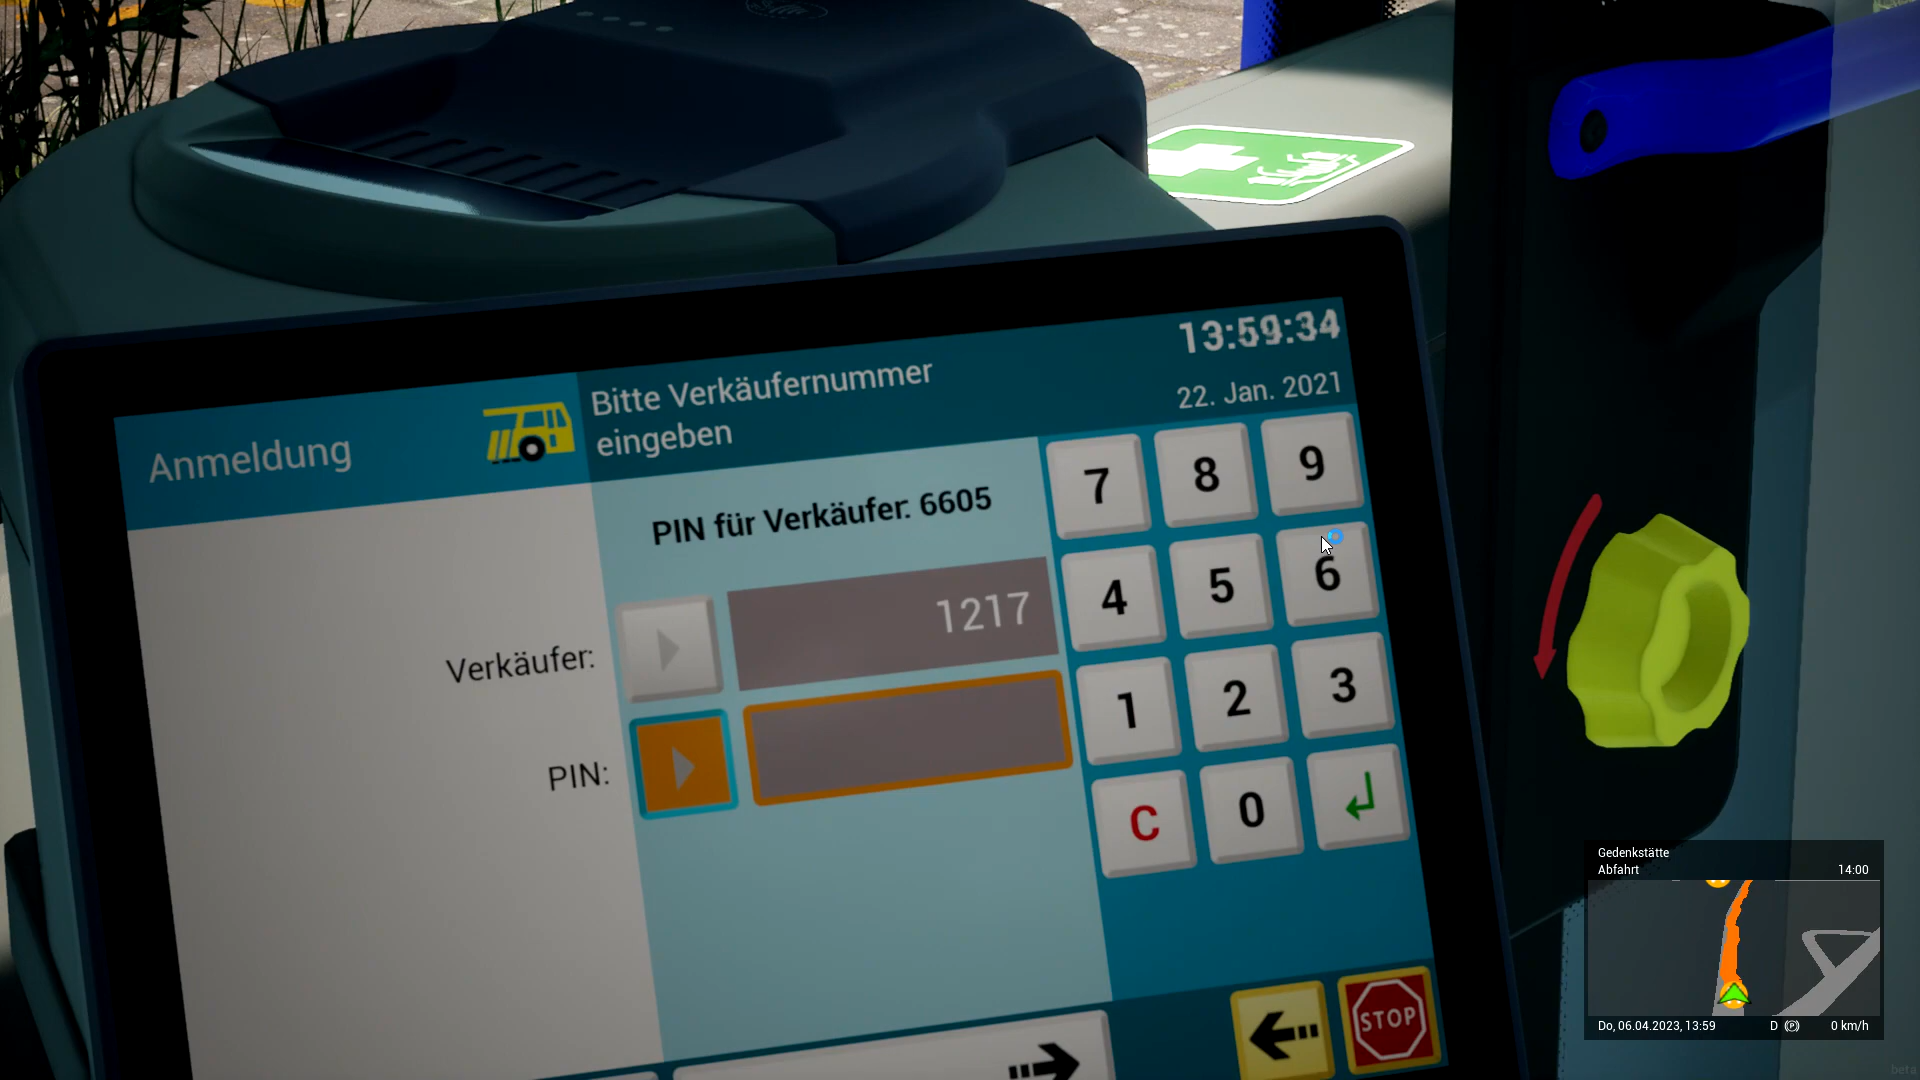 13:59:34
22. Jan. 2021
Anmeldung
Bitte Verkäufernummer
eingeben
PIN für Verkäufer: 6605
Verkäufer:
1217
PIN:
7 8 9
4 5 6
1 2 3
C 0
STOP
Gedenkstätte
Abfahrt 14:00
Do, 06.04.2023, 13:59 D (P) 0 km/h
beta